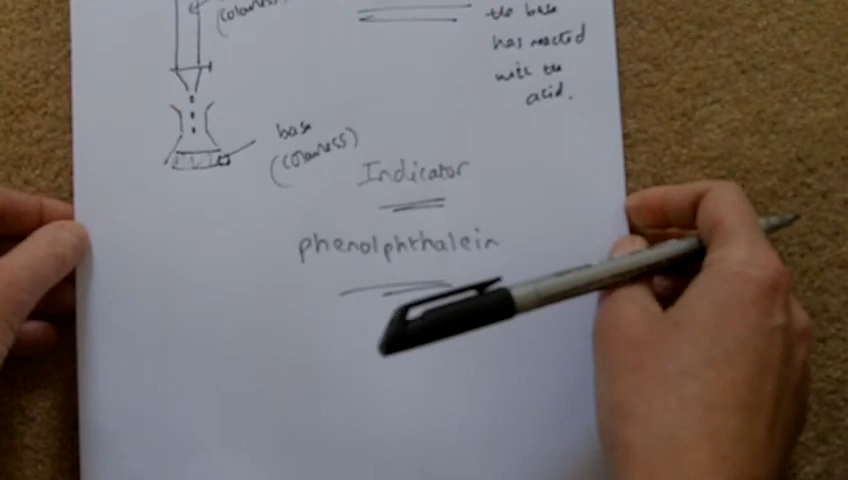 (colourless)
the base
has reacted
with the
acid.
base
(colourless)
Indicator
phenolphthalein